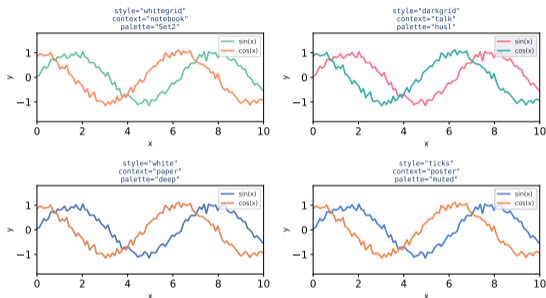 style="whitegrid"
context="notebook"
palette="Set2"
sin(x)
cos(x)
y
1
0
−1
0 2 4 6 8 10
x
style="darkgrid"
context="talk"
palette="husl"
sin(x)
cos(x)
y
1
0
−1
0 2 4 6 8 10
x
style="white"
context="paper"
palette="deep"
sin(x)
cos(x)
y
1
0
−1
0 2 4 6 8 10
x
style="ticks"
context="poster"
palette="muted"
sin(x)
cos(x)
y
1
0
−1
0 2 4 6 8 10
x